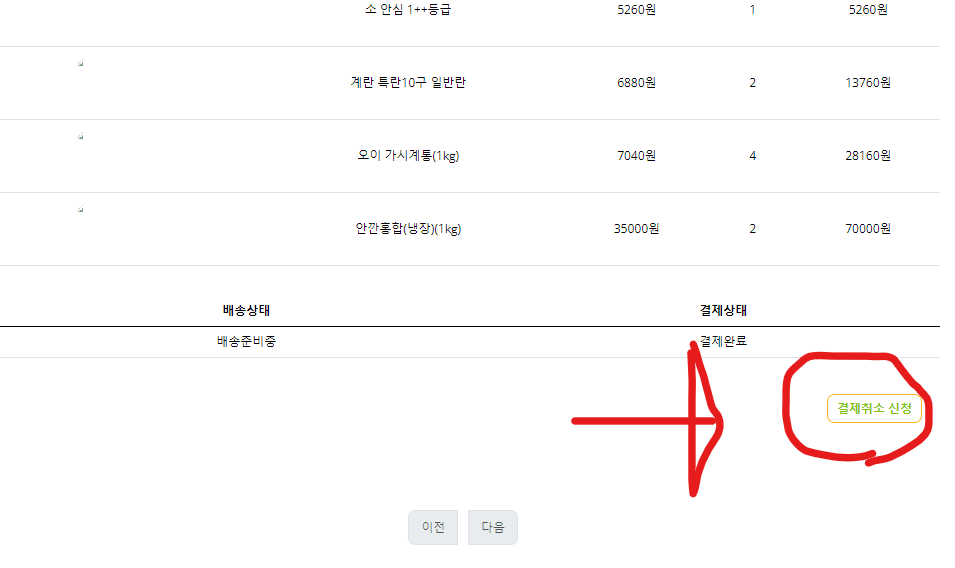 소 안심 1++등급 5260원 1 5260원
계란 특란10구 일반란 6880원 2 13760원
오이 가시계통(1kg) 7040원 4 28160원
안깐홍합(냉장)(1kg) 35000원 2 70000원
배송상태 결제상태
배송준비중 결제완료
결제취소 신청
이전 다음